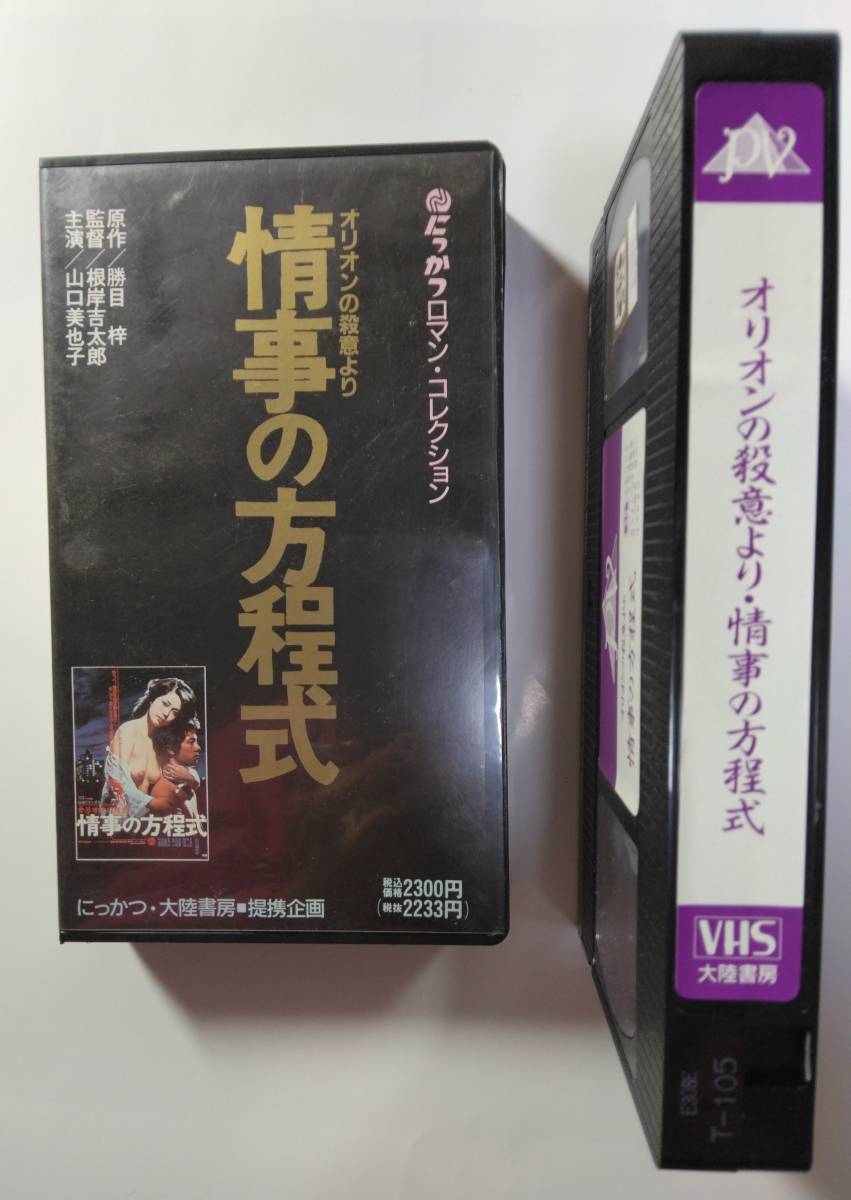 にっかつロマン・コレクション
オリオンの殺意より
情事の方程式
原作／勝目 梓
監督／根岸吉太郎
主演／山口美也子
情事の方程式
にっかつ・大陸書房■提携企画
税込価格2300円
(税抜2233円)
PV
オリオンの殺意より・情事の方程式
VHS
大陸書房
E308E
T-105